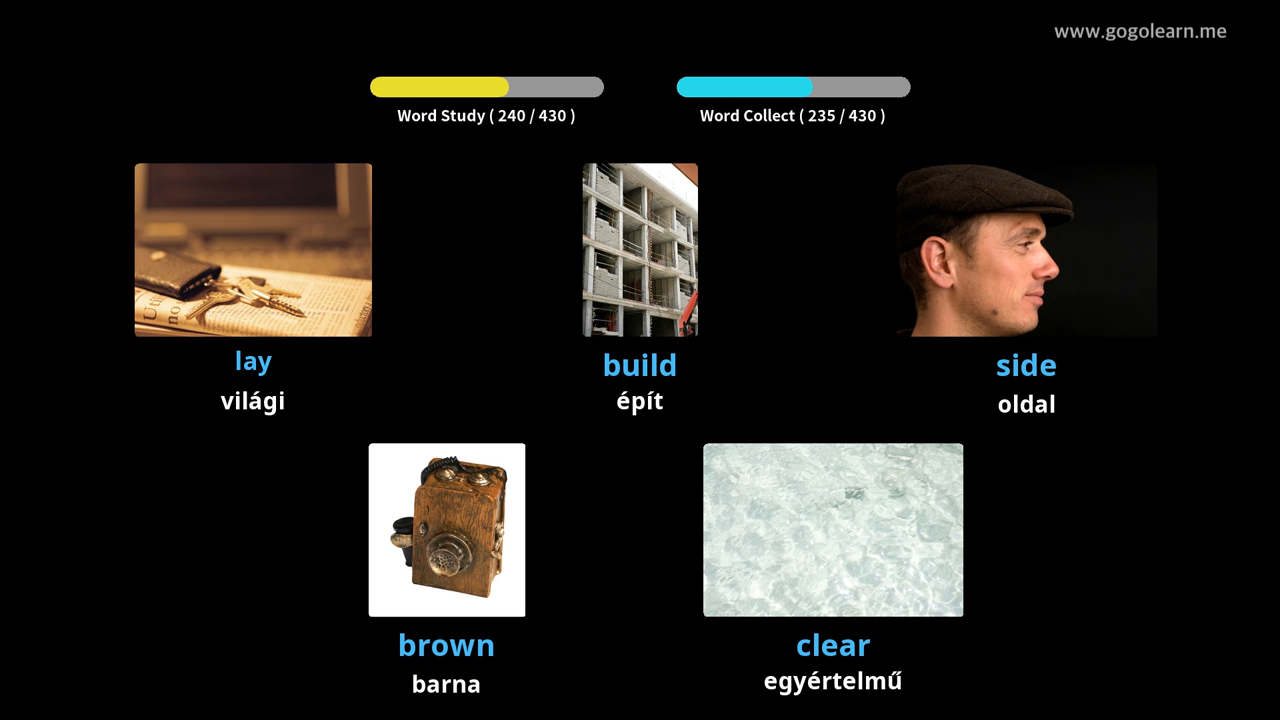 www.gogolearn.me
Word Study ( 240 / 430 )
Word Collect ( 235 / 430 )
lay
világi
build
épít
side
oldal
brown
barna
clear
egyértelmű